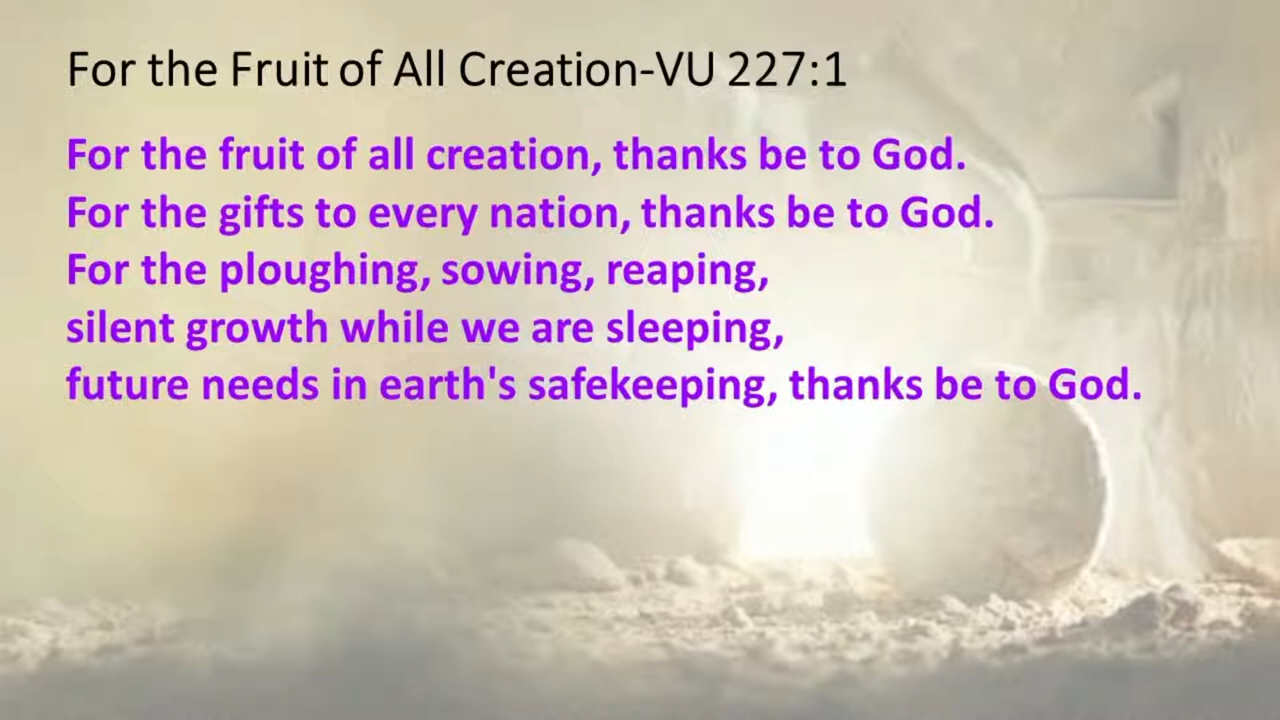 For the Fruit of All Creation-VU 227:1
For the fruit of all creation, thanks be to God.
For the gifts to every nation, thanks be to God.
For the ploughing, sowing, reaping,
silent growth while we are sleeping,
future needs in earth's safekeeping, thanks be to God.